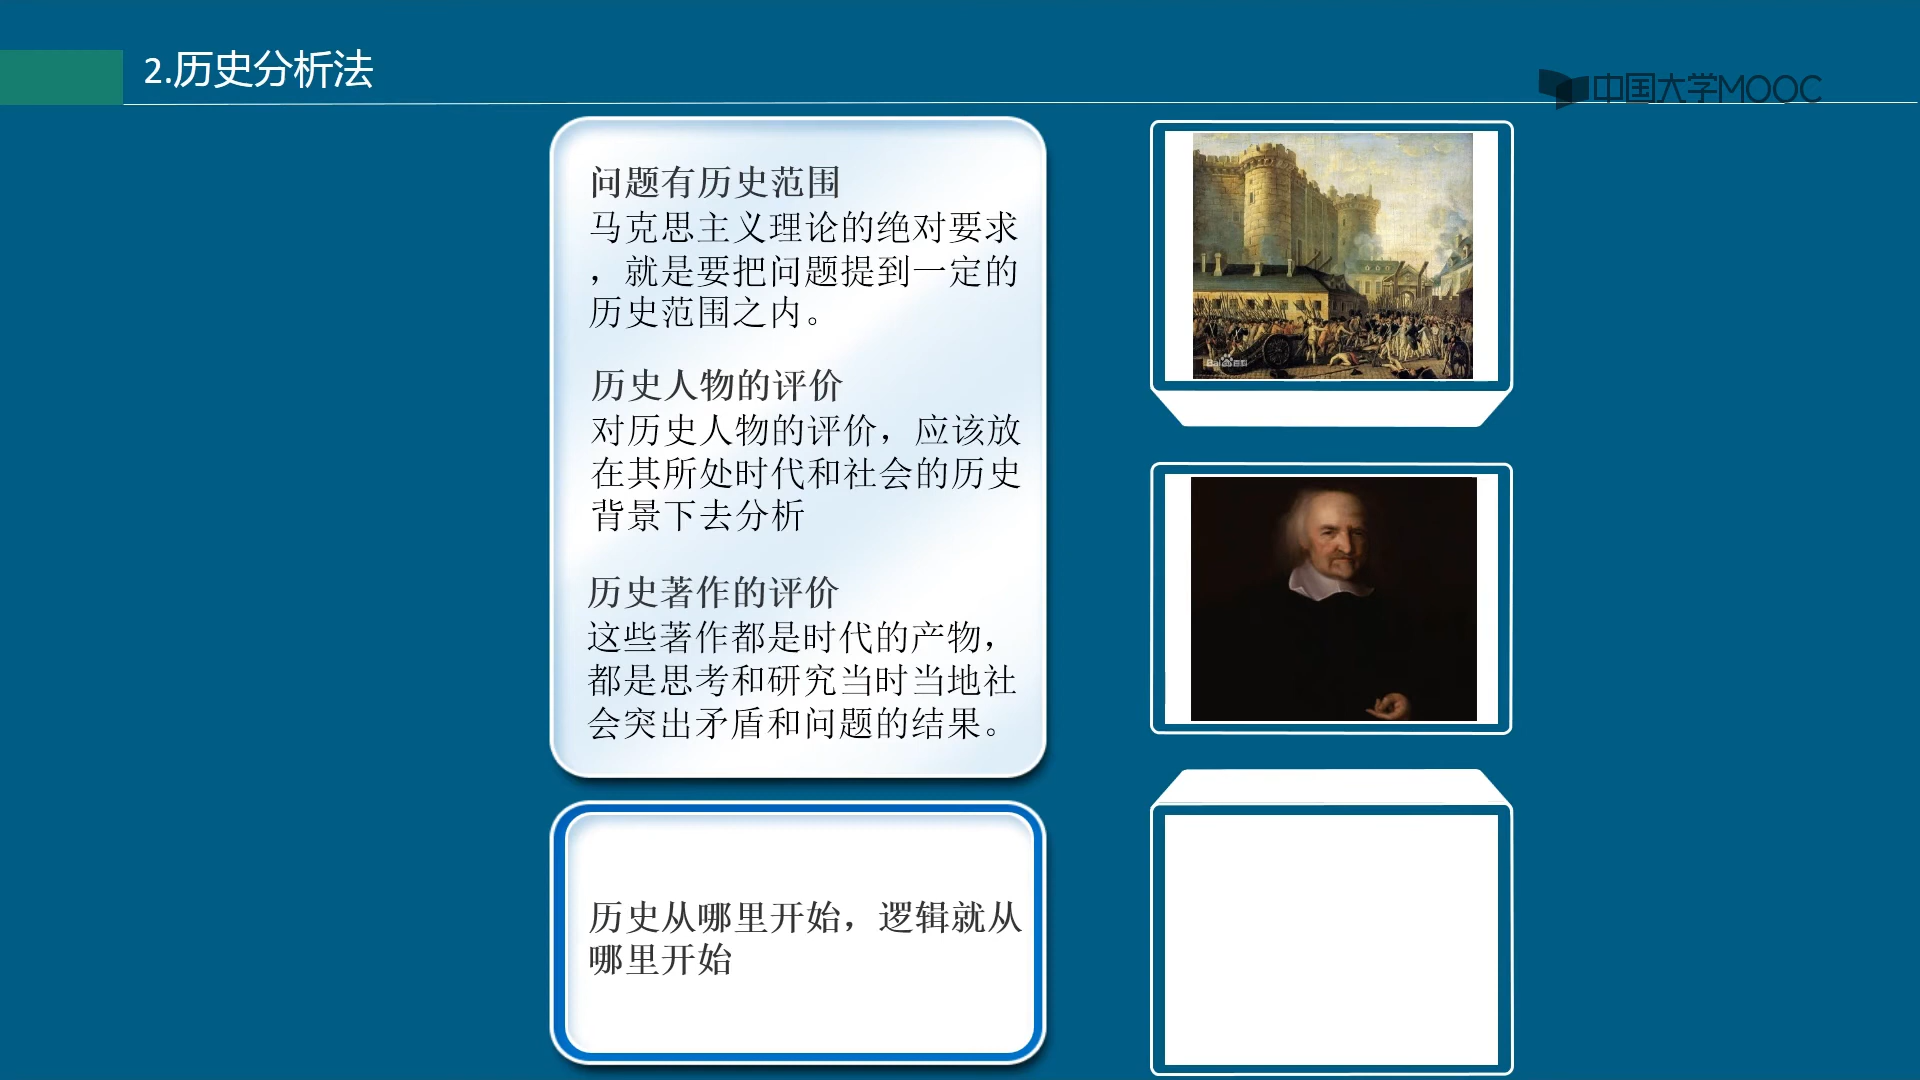 2.历史分析法
中国大学MOOC
问题有历史范围
马克思主义理论的绝对要求
，就是要把问题提到一定的
历史范围之内。
历史人物的评价
对历史人物的评价，应该放
在其所处时代和社会的历史
背景下去分析
历史著作的评价
这些著作都是时代的产物，
都是思考和研究当时当地社
会突出矛盾和问题的结果。
历史从哪里开始，逻辑就从
哪里开始
Bai百科